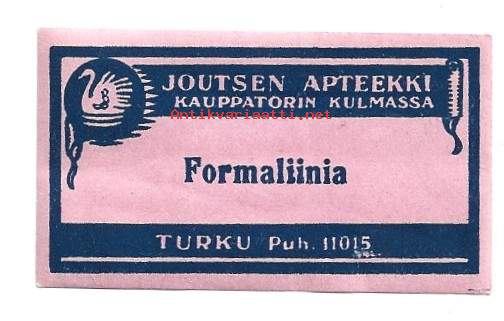 JOUTSEN APTEEKKI
KAUPPATORIN KULMASSA
Antikvariaatti.net
Formaliinia
TURKU Puh. 11015